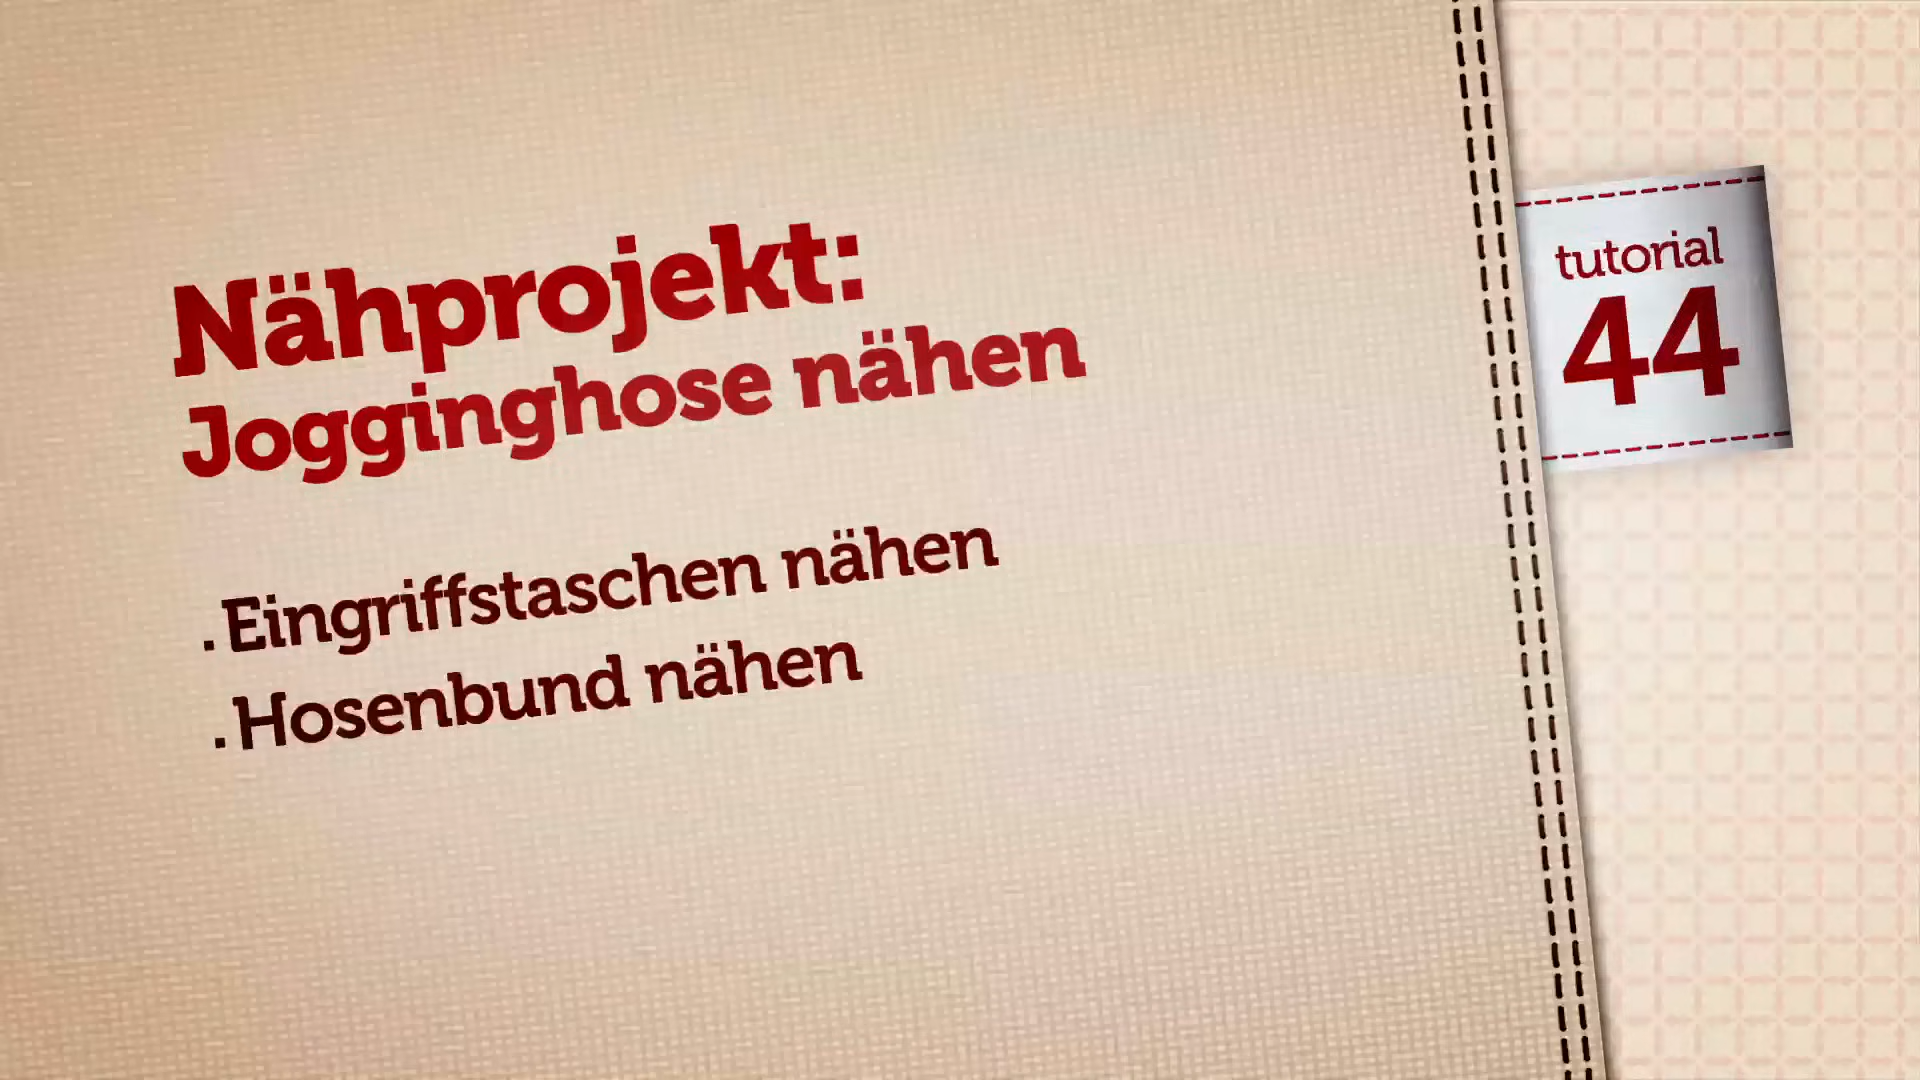 Nähprojekt:
Jogginghose nähen
. Eingriffstaschen nähen
. Hosenbund nähen
tutorial
44